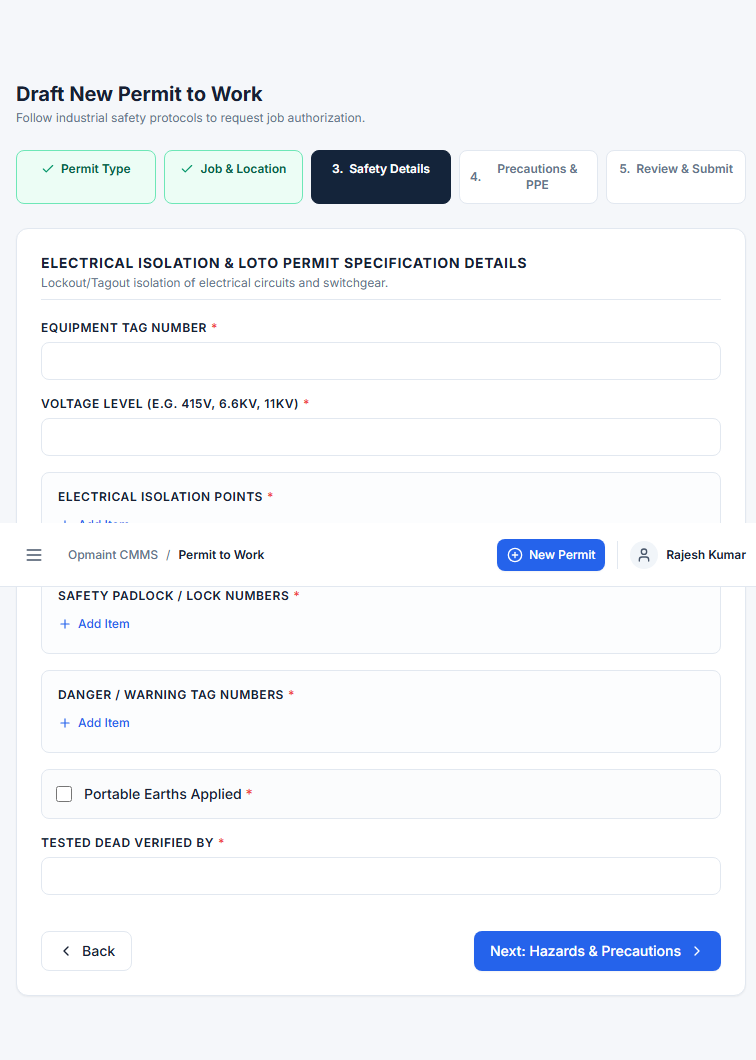 Draft New Permit to Work
Follow industrial safety protocols to request job authorization.
Permit Type
Job & Location
3. Safety Details
4. Precautions &
PPE
5. Review & Submit
ELECTRICAL ISOLATION & LOTO PERMIT SPECIFICATION DETAILS
Lockout/Tagout isolation of electrical circuits and switchgear.
EQUIPMENT TAG NUMBER *
VOLTAGE LEVEL (E.G. 415V, 6.6KV, 11KV) *
ELECTRICAL ISOLATION POINTS *
+ Add Item
Opmaint CMMS / Permit to Work
New Permit
Rajesh Kumar
SAFETY PADLOCK / LOCK NUMBERS *
+ Add Item
DANGER / WARNING TAG NUMBERS *
+ Add Item
Portable Earths Applied *
TESTED DEAD VERIFIED BY *
Back
Next: Hazards & Precautions